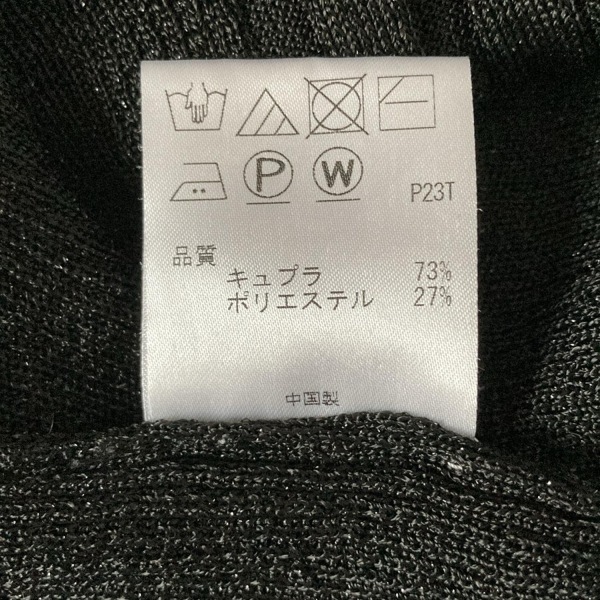 P W P23T
品質
キュプラ 73%
ポリエステル 27%
中国製